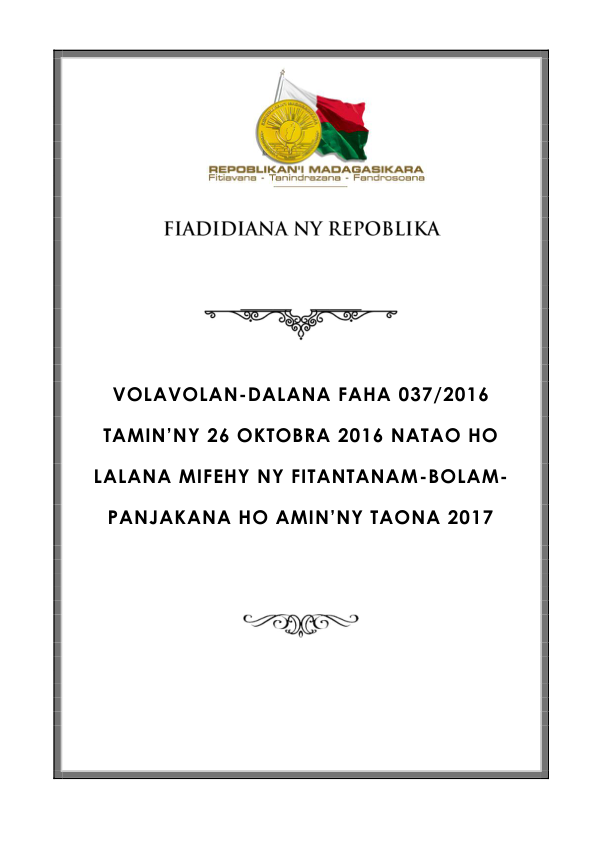 REPOBLIKAN'I MADAGASIKARA
Fitiavana - Tanindrazana - Fandrosoana
FIADIDIANA NY REPOBLIKA
VOLAVOLAN-DALANA FAHA 037/2016
TAMIN’NY 26 OKTOBRA 2016 NATAO HO
LALANA MIFEHY NY FITANTANAM-BOLAM-
PANJAKANA HO AMIN’NY TAONA 2017